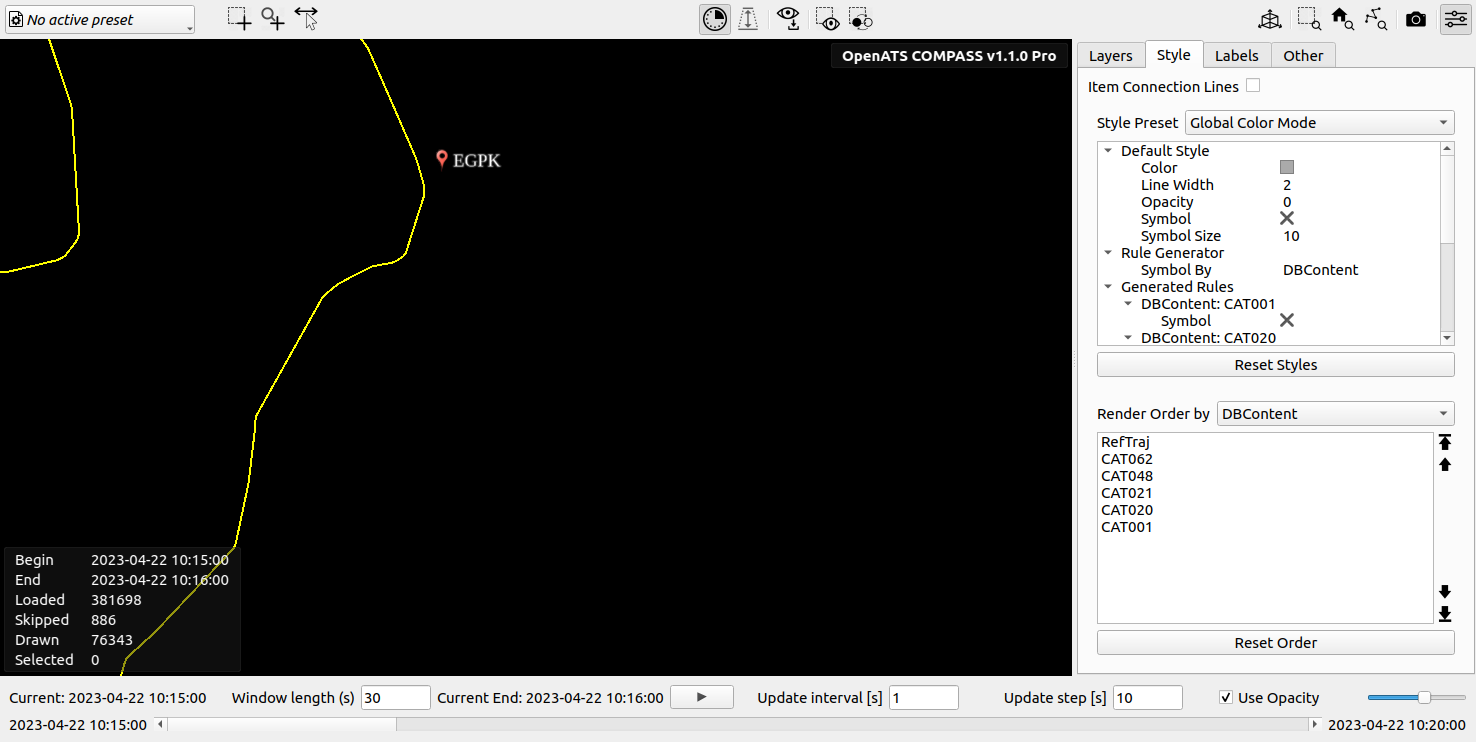 No active preset
OpenATS COMPASS v1.1.0 Pro
EGPK
Begin 2023-04-22 10:15:00
End 2023-04-22 10:16:00
Loaded 381698
Skipped 886
Drawn 76343
Selected 0
Layers Style Labels Other
Item Connection Lines
Style Preset Global Color Mode
Default Style
Color
Line Width 2
Opacity 0
Symbol
Symbol Size 10
Rule Generator
Symbol By DBContent
Generated Rules
DBContent: CAT001
Symbol
DBContent: CAT020
Reset Styles
Render Order by DBContent
RefTraj
CAT062
CAT048
CAT021
CAT020
CAT001
Reset Order
Current: 2023-04-22 10:15:00 Window length (s) 30 Current End: 2023-04-22 10:16:00 Update interval [s] 1 Update step [s] 10 Use Opacity
2023-04-22 10:15:00 2023-04-22 10:20:00